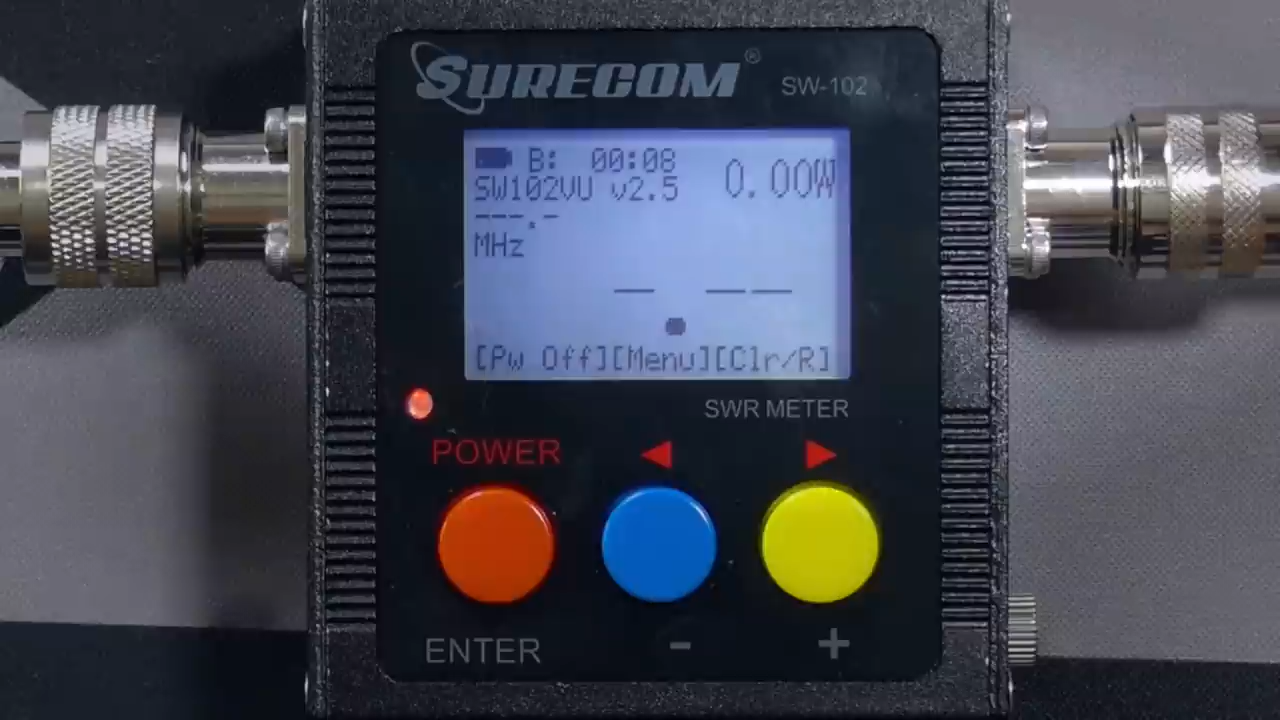 SURECOM®
SW-102
B: 00:08
0.00W
SW102VU v2.5
---.-
MHz
— — —
[Pw Off][Menu][Clr/R]
SWR METER
POWER ◀ ▶
ENTER - +